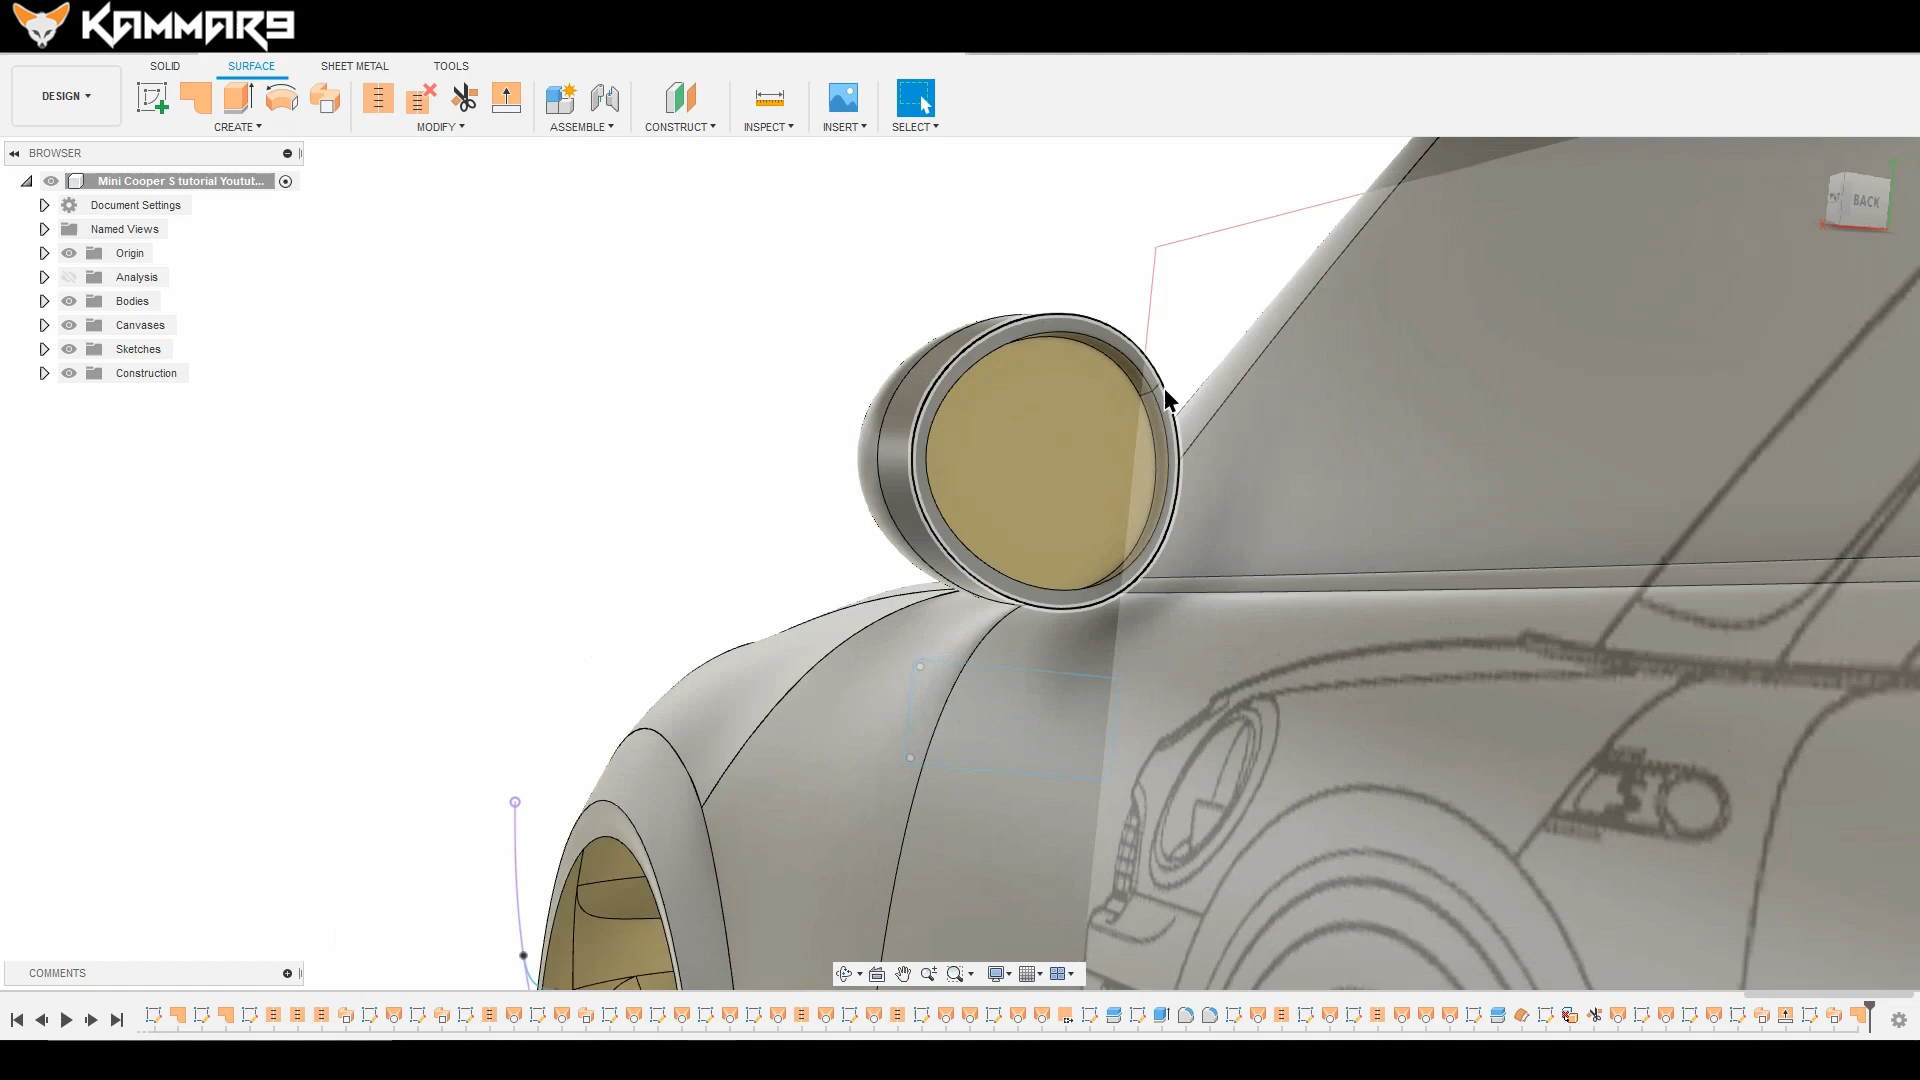 KAMMAR9
SOLID
SURFACE
SHEET METAL
TOOLS
DESIGN
CREATE
MODIFY
ASSEMBLE
CONSTRUCT
INSPECT
INSERT
SELECT
BROWSER
Mini Cooper S tutorial Youtut...
Document Settings
Named Views
Origin
Analysis
Bodies
Canvases
Sketches
Construction
BACK
X
COMMENTS